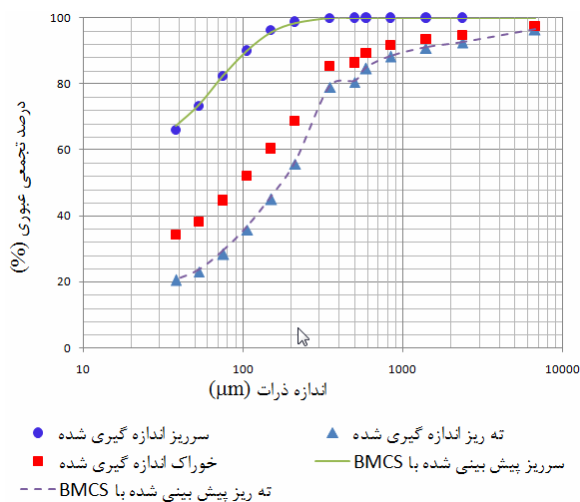 100
80
60
40
20
0
درصد تجمعی عبوری (%)
10
100
1000
10000
اندازه ذرات (µm)
سرریز اندازه گیری شده
ته ریز اندازه گیری شده
خوراک اندازه گیری شده
سرریز پیش بینی شده با BMCS
ته ریز پیش بینی شده با BMCS